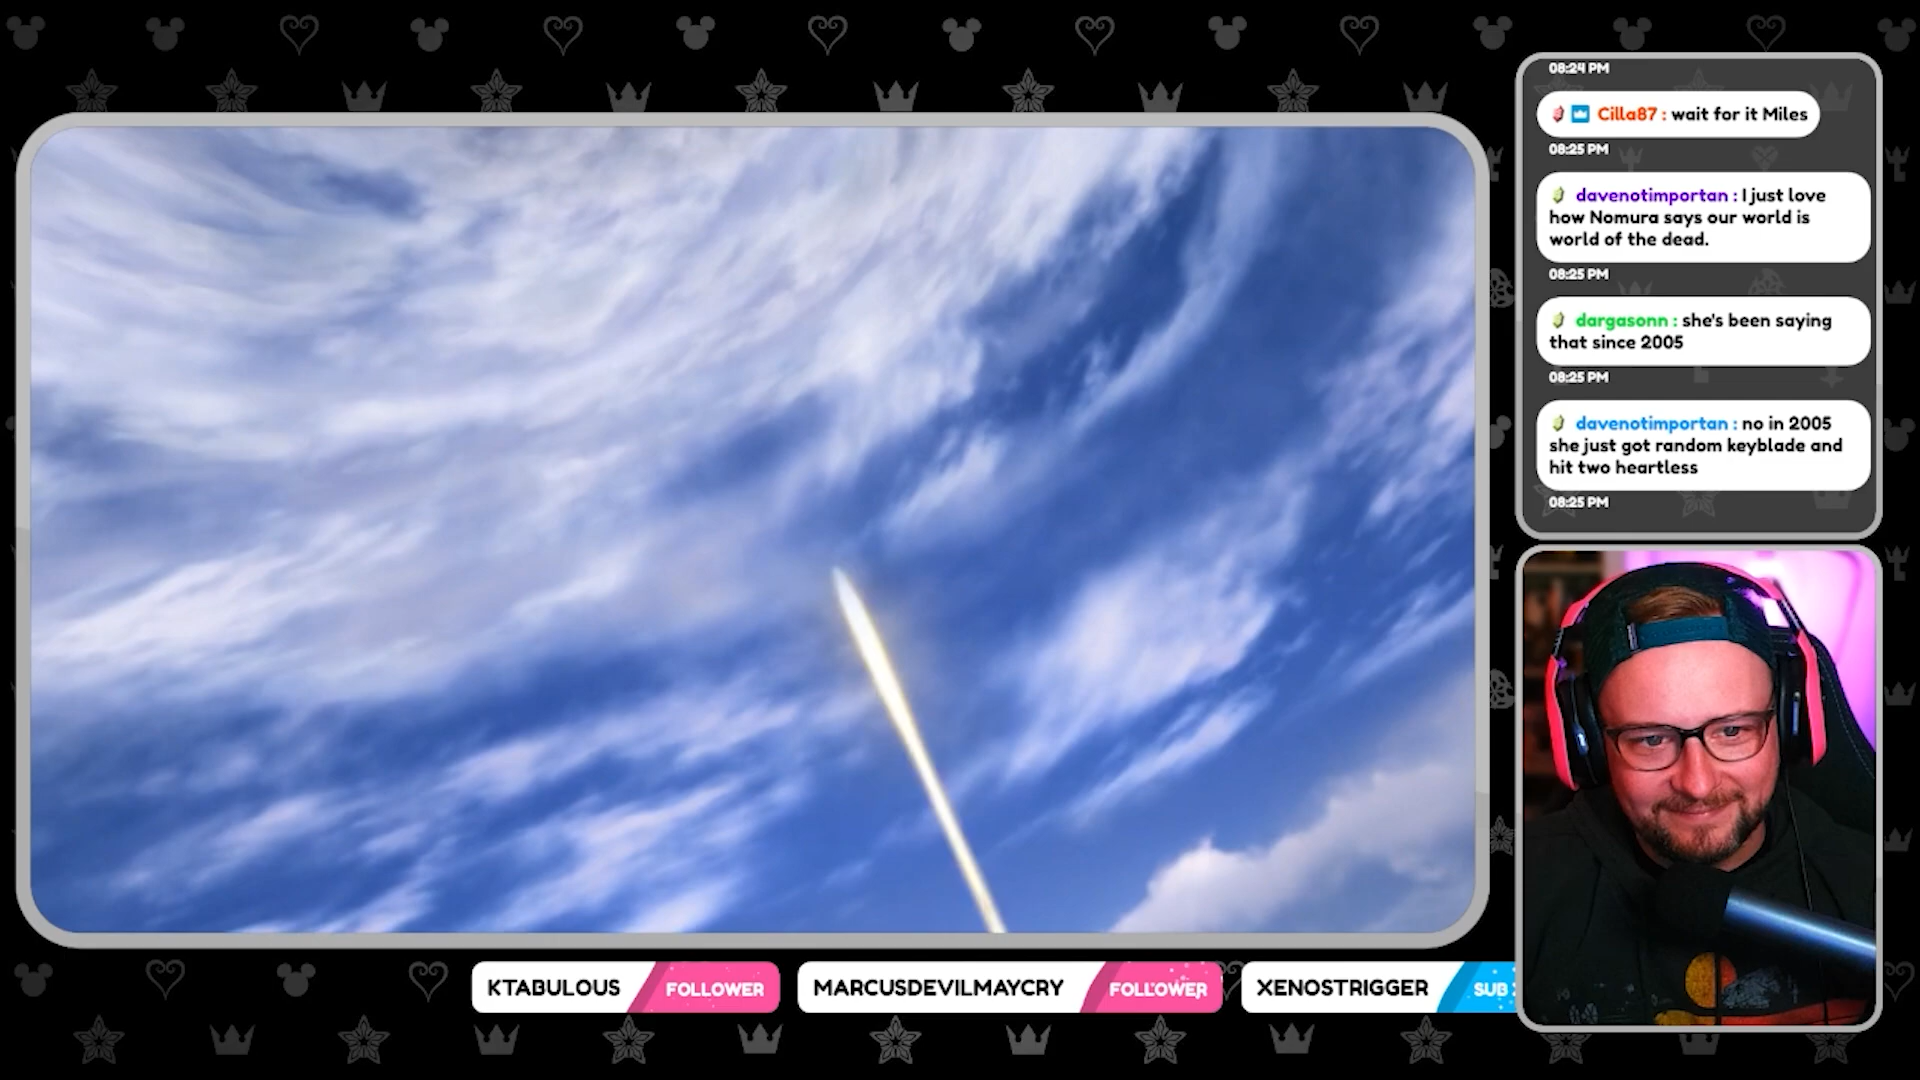 08:24 PM
Cilla87 : wait for it Miles
08:25 PM
davenotimportan : I just love
how Nomura says our world is
world of the dead.
08:25 PM
dargasonn : she's been saying
that since 2005
08:25 PM
davenotimportan : no in 2005
she just got random keyblade and
hit two heartless
08:25 PM
KTABULOUS FOLLOWER MARCUSDEVILMAYCRY FOLLOWER XENOSTRIGGER SUB